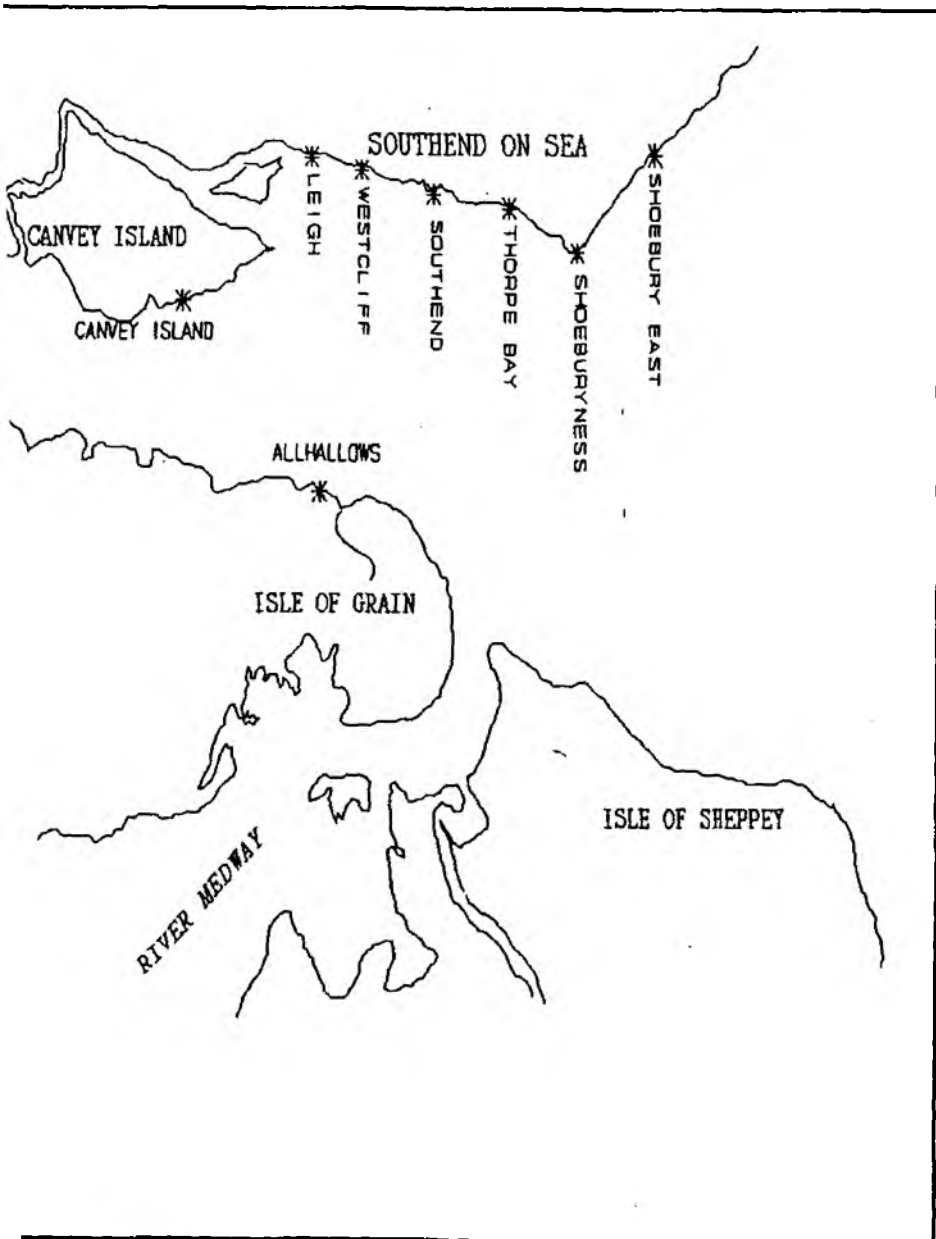 SOUTHEND ON SEA
LEIGH
WESTCLIFF
SOUTHEND
THORPE BAY
SHOEBURYNESS
SHOEBURY EAST
CANVEY ISLAND
CANVEY ISLAND
ALLHALLOWS
ISLE OF GRAIN
ISLE OF SHEPPEY
RIVER MEDWAY